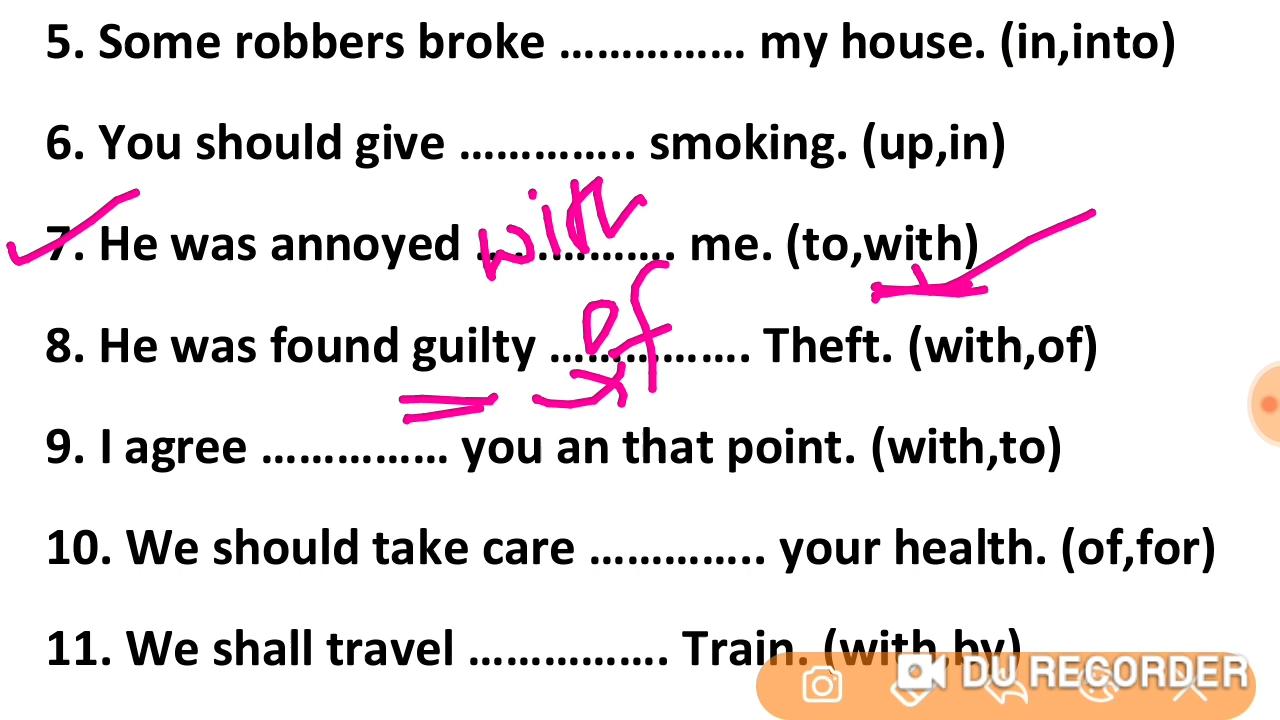 5. Some robbers broke ............... my house. (in,into)
6. You should give .............. smoking. (up,in)
7. He was annoyed with ................ me. (to,with)
8. He was found guilty of ................ Theft. (with,of)
9. I agree ............... you an that point. (with,to)
10. We should take care .............. your health. (of,for)
11. We shall travel ................ Train. (with,by)
DU RECORDER